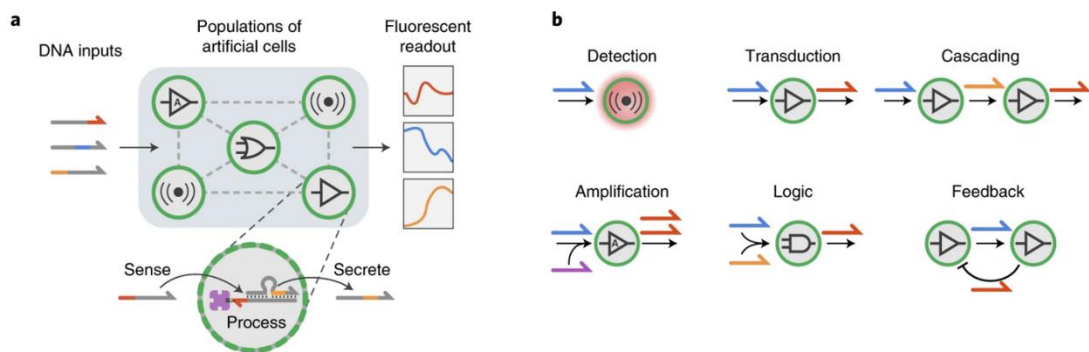 a
DNA inputs
Populations of
artificial cells
Fluorescent
readout
A
Sense
Secrete
Process
b
Detection
Transduction
Cascading
Amplification
Logic
Feedback
A